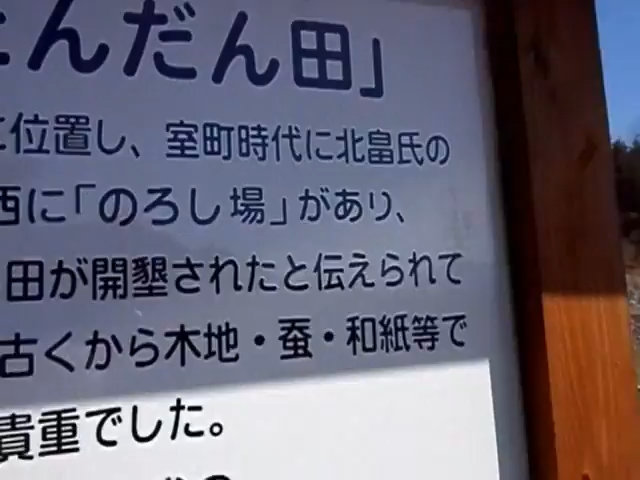 んだん田」
に位置し、室町時代に北畠氏の
西に「のろし場」があり、
田が開墾されたと伝えられて
古くから木地・蚕・和紙等で
貴重でした。